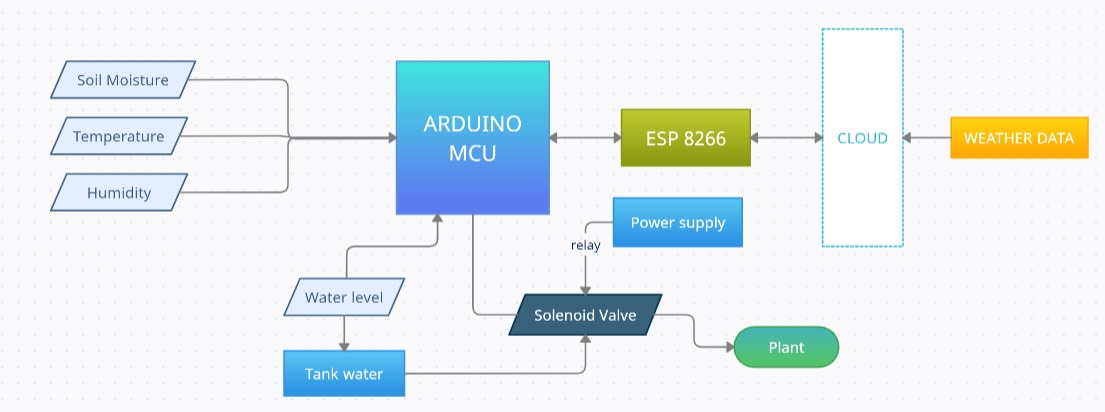 Soil Moisture
Temperature
Humidity
ARDUINO
MCU
ESP 8266
CLOUD
WEATHER DATA
Power supply
relay
Water level
Solenoid Valve
Plant
Tank water